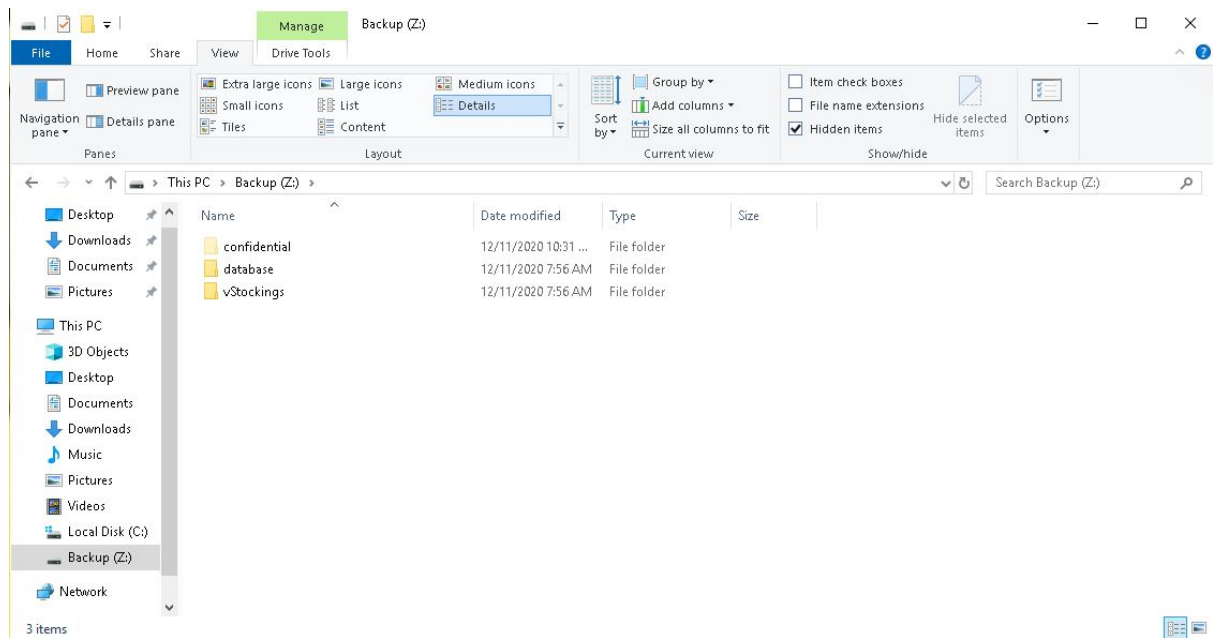 Manage Backup (Z:)
File Home Share View Drive Tools
Navigation pane
Preview pane
Details pane
Panes
Extra large icons Large icons Medium icons
Small icons List Details
Tiles Content
Layout
Sort by
Group by
Add columns
Size all columns to fit
Current view
Item check boxes
File name extensions
Hidden items
Hide selected items
Show/hide
Options
This PC > Backup (Z:) >
Search Backup (Z:)
Desktop
Downloads
Documents
Pictures
This PC
3D Objects
Desktop
Documents
Downloads
Music
Pictures
Videos
Local Disk (C:)
Backup (Z:)
Network
Name Date modified Type Size
confidential 12/11/2020 10:31 ... File folder
database 12/11/2020 7:56 AM File folder
vStockings 12/11/2020 7:56 AM File folder
3 items